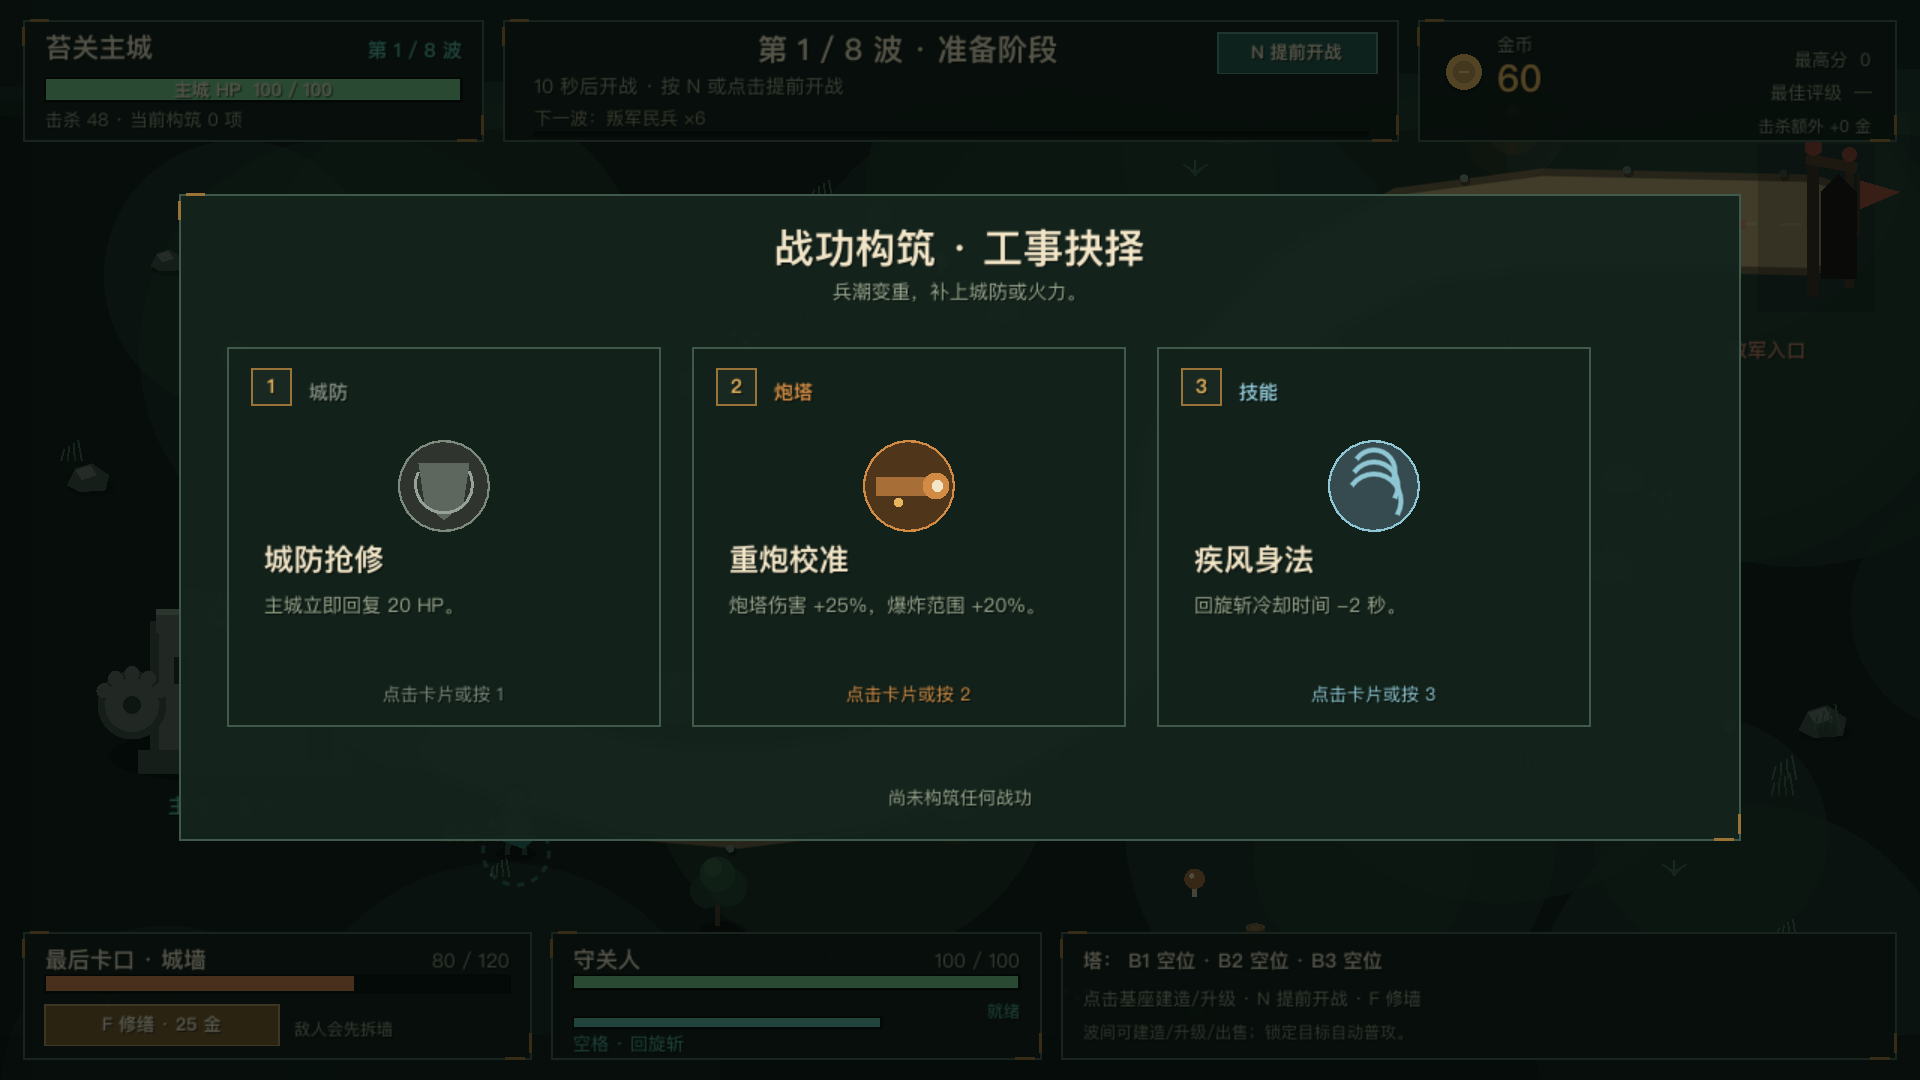 苔关主城
第 1 / 8 波
主城 HP 100 / 100
击杀 48 · 当前构筑 0 项
第 1 / 8 波 · 准备阶段
N 提前开战
10 秒后开战 · 按 N 或点击提前开战
下一波：叛军民兵 ×6
金币
60
最高分 0
最佳评级 —
击杀额外 +0 金
战功构筑 · 工事抉择
兵潮变重，补上城防或火力。
1 城防
城防抢修
主城立即回复 20 HP。
点击卡片或按 1
2 炮塔
重炮校准
炮塔伤害 +25%，爆炸范围 +20%。
点击卡片或按 2
3 技能
疾风身法
回旋斩冷却时间 −2 秒。
点击卡片或按 3
军入口
尚未构筑任何战功
最后卡口 · 城墙
80 / 120
F 修缮 · 25 金
敌人会先拆墙
守关人
100 / 100
就绪
空格 · 回旋斩
塔： B1 空位 · B2 空位 · B3 空位
点击基座建造/升级 · N 提前开战 · F 修墙
波间可建造/升级/出售；锁定目标自动普攻。